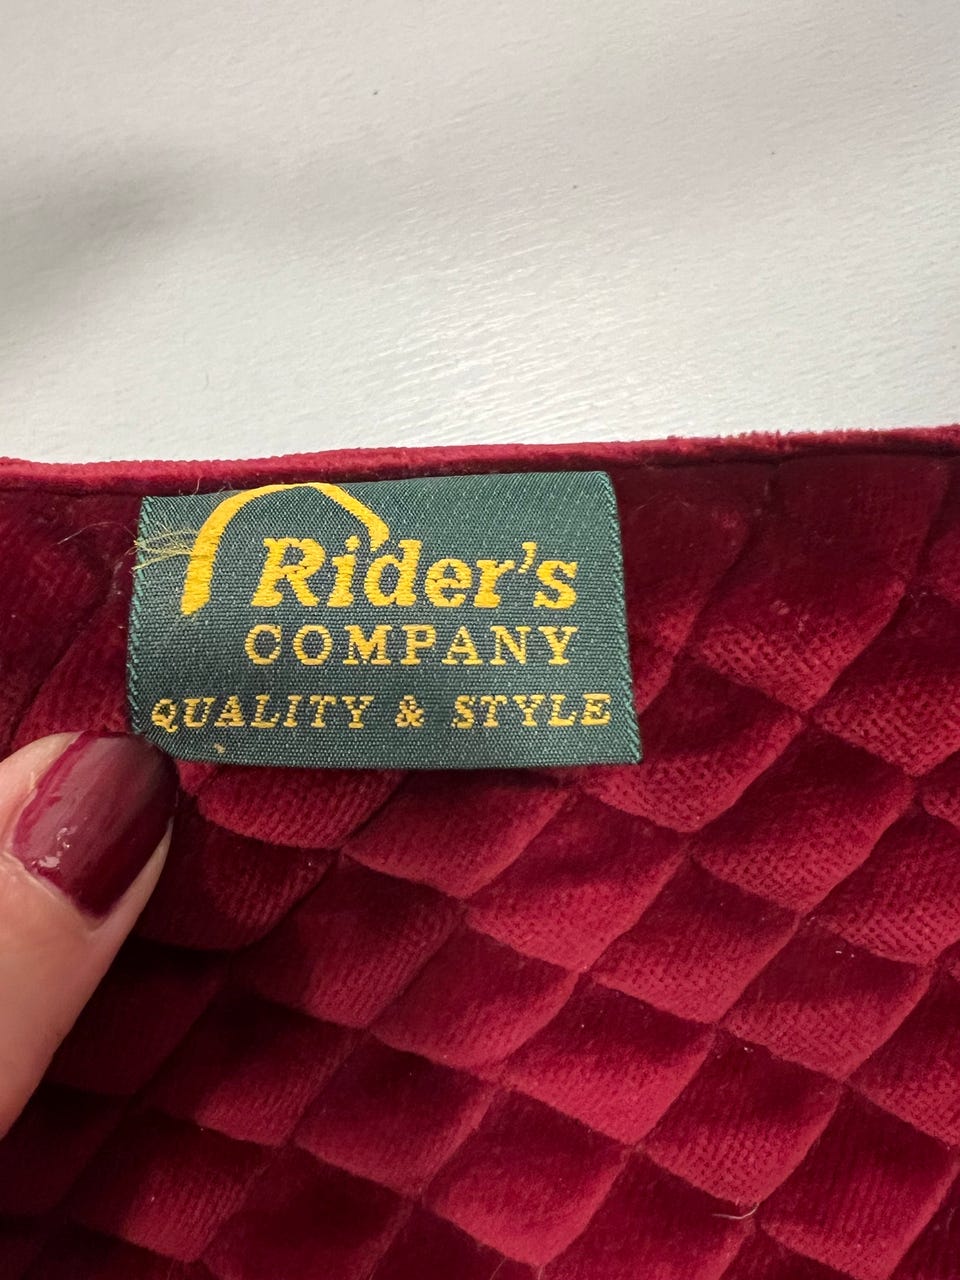 Rider's
COMPANY
QUALITY & STYLE